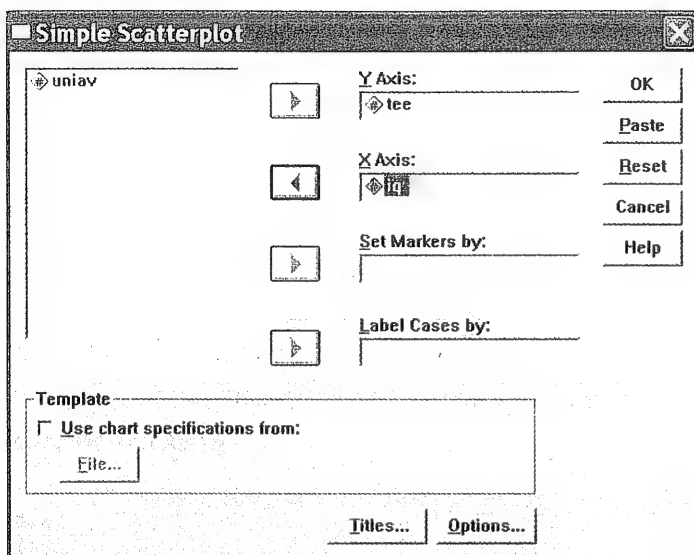 Simple Scatterplot
uniav
Y Axis:
tee
X Axis:
iq
Set Markers by:
Label Cases by:
OK
Paste
Reset
Cancel
Help
Template
Use chart specifications from:
File...
Titles...
Options...